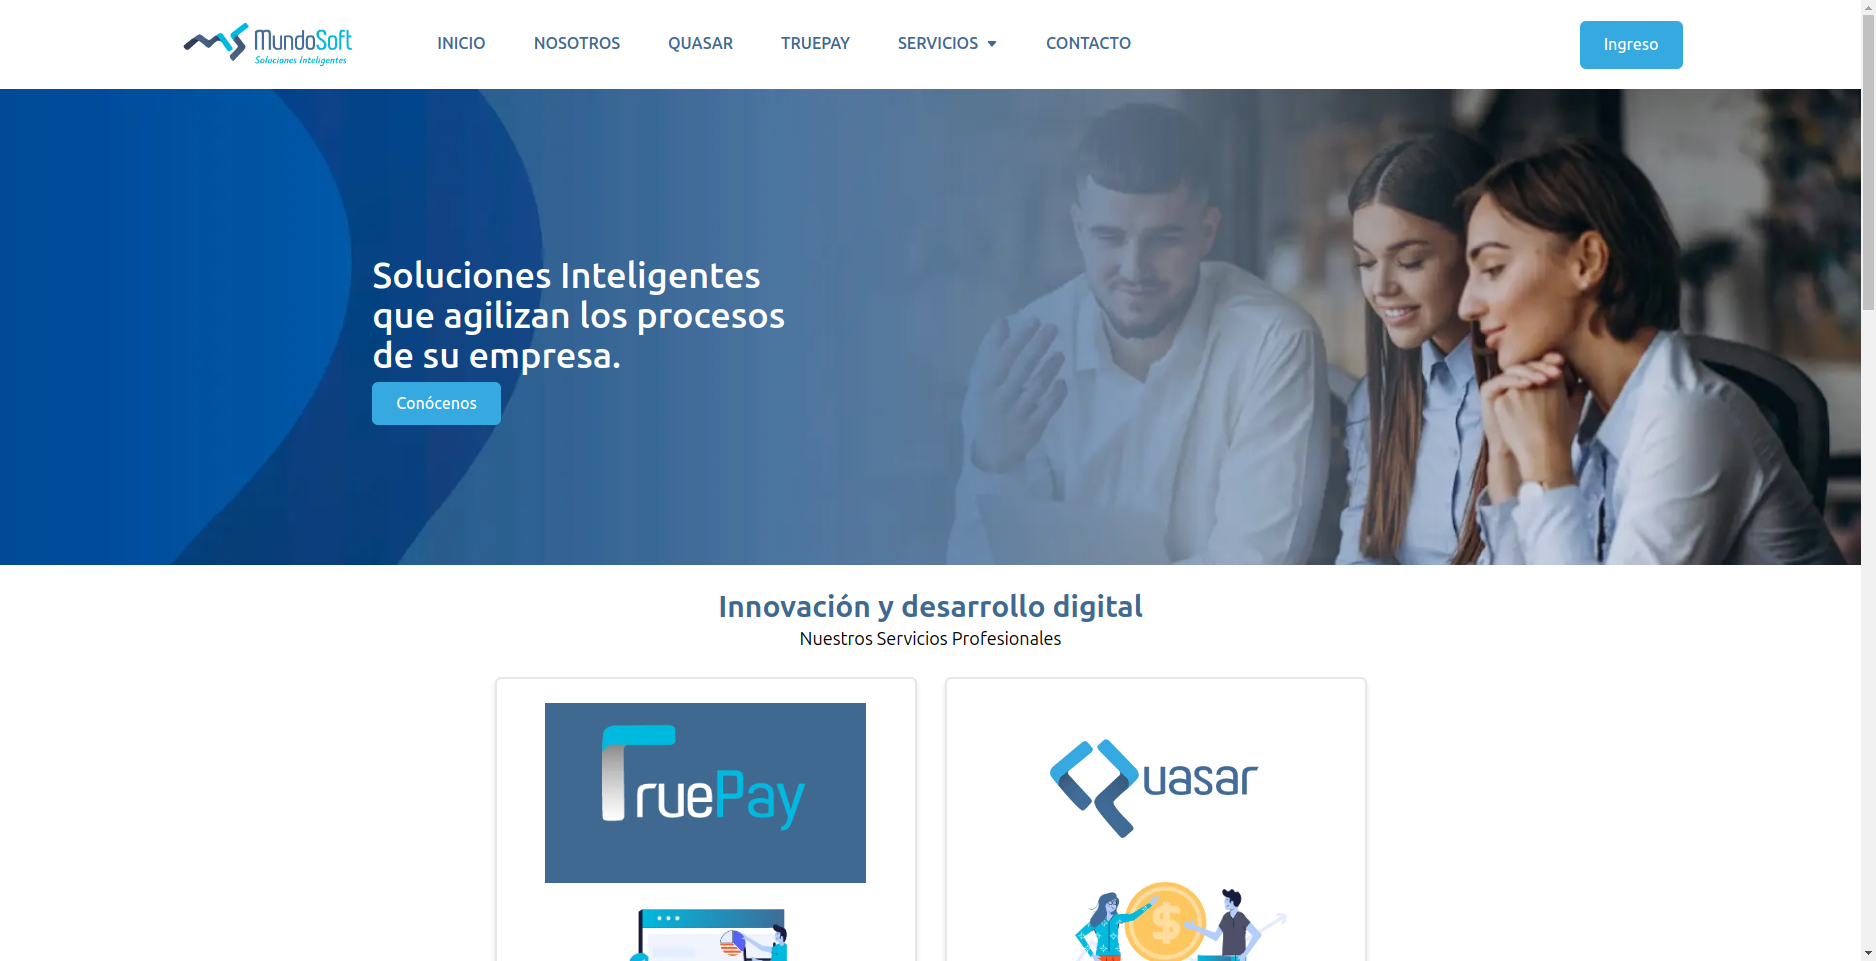 MundoSoft
Soluciones Inteligentes
INICIO
NOSOTROS
QUASAR
TRUEPAY
SERVICIOS
CONTACTO
Ingreso
Soluciones Inteligentes
que agilizan los procesos
de su empresa.
Conócenos
Innovación y desarrollo digital
Nuestros Servicios Profesionales
TruePay
Quasar
$